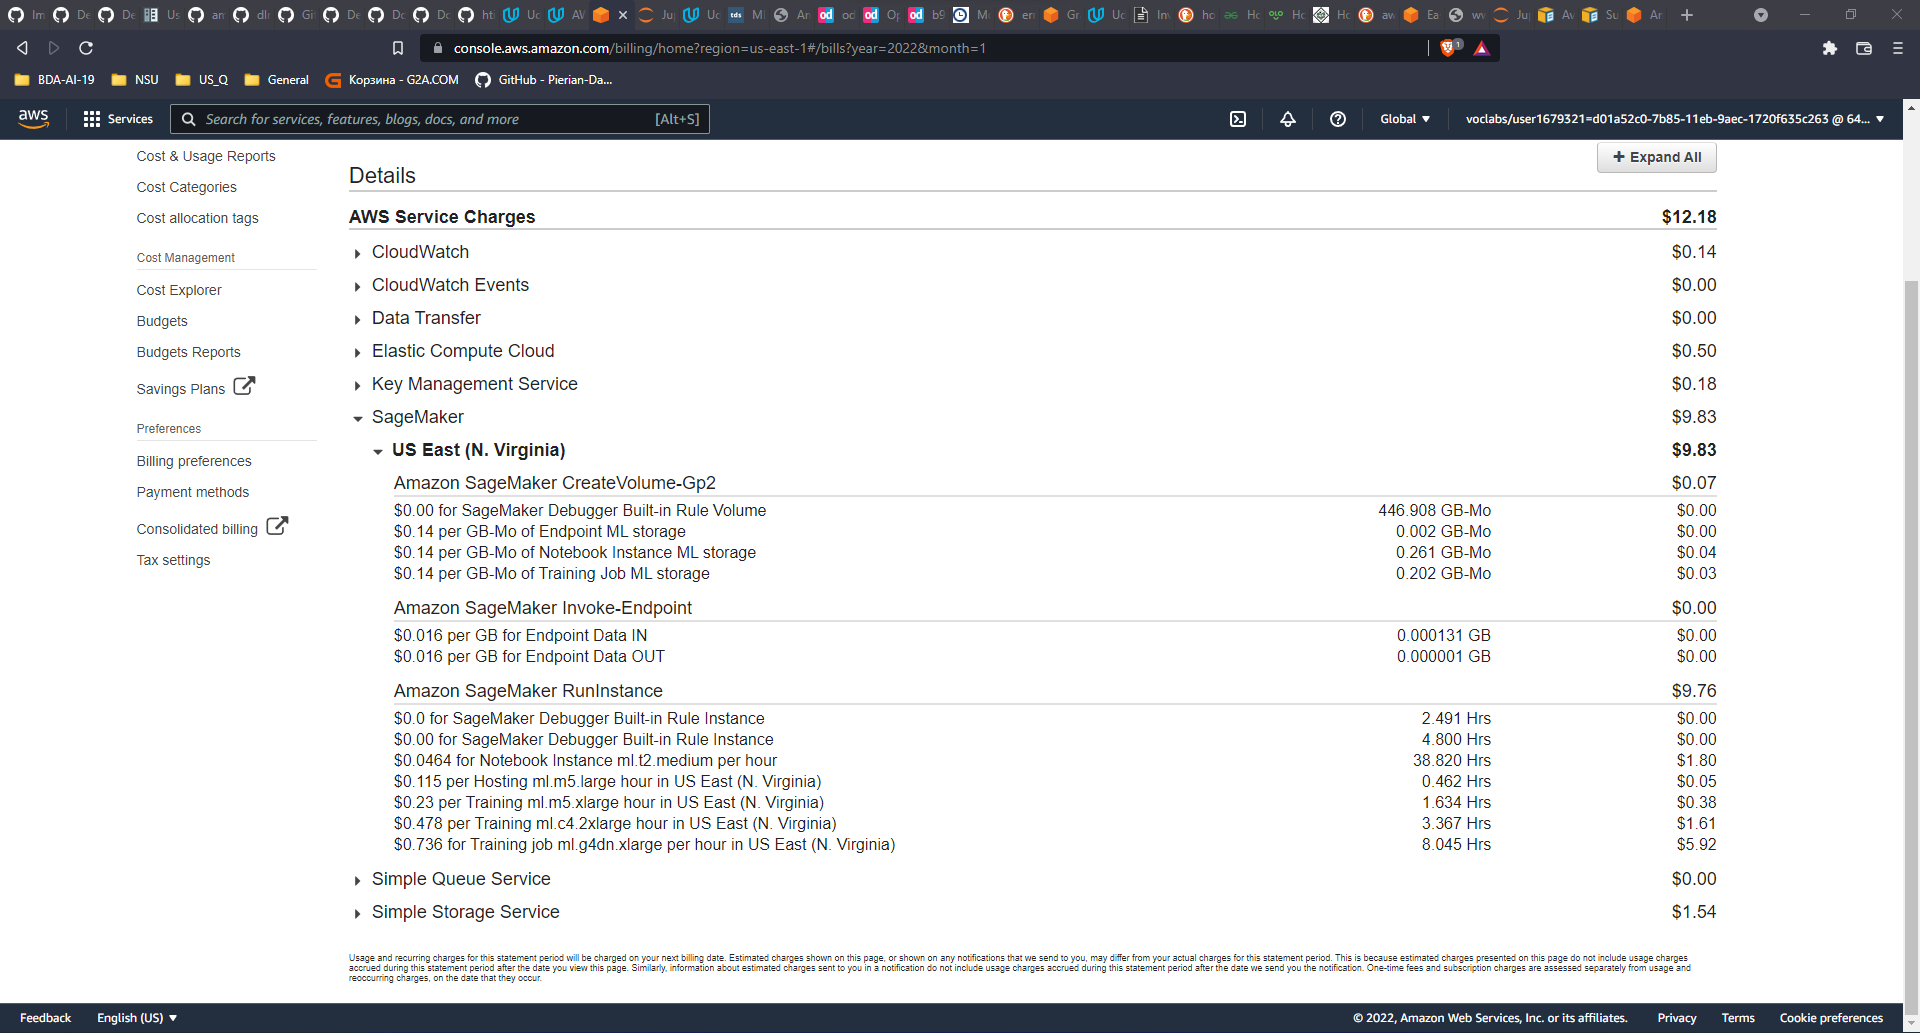 console.aws.amazon.com/billing/home?region=us-east-1#/bills?year=2022&month=1
BDA-AI-19 NSU US_Q General Корзина - G2A.COM GitHub - Pierian-Da...
aws Services Search for services, features, blogs, docs, and more [Alt+S] Global voclabs/user1679321=d01a52c0-7b85-11eb-9aec-1720f635c263 @ 64...
Cost & Usage Reports
Cost Categories
Cost allocation tags
Cost Management
Cost Explorer
Budgets
Budgets Reports
Savings Plans
Preferences
Billing preferences
Payment methods
Consolidated billing
Tax settings
Expand All
Details
AWS Service Charges $12.18
CloudWatch $0.14
CloudWatch Events $0.00
Data Transfer $0.00
Elastic Compute Cloud $0.50
Key Management Service $0.18
SageMaker $9.83
US East (N. Virginia) $9.83
Amazon SageMaker CreateVolume-Gp2 $0.07
$0.00 for SageMaker Debugger Built-in Rule Volume 446.908 GB-Mo $0.00
$0.14 per GB-Mo of Endpoint ML storage 0.002 GB-Mo $0.00
$0.14 per GB-Mo of Notebook Instance ML storage 0.261 GB-Mo $0.04
$0.14 per GB-Mo of Training Job ML storage 0.202 GB-Mo $0.03
Amazon SageMaker Invoke-Endpoint $0.00
$0.016 per GB for Endpoint Data IN 0.000131 GB $0.00
$0.016 per GB for Endpoint Data OUT 0.000001 GB $0.00
Amazon SageMaker RunInstance $9.76
$0.0 for SageMaker Debugger Built-in Rule Instance 2.491 Hrs $0.00
$0.00 for SageMaker Debugger Built-in Rule Instance 4.800 Hrs $0.00
$0.0464 for Notebook Instance ml.t2.medium per hour 38.820 Hrs $1.80
$0.115 per Hosting ml.m5.large hour in US East (N. Virginia) 0.462 Hrs $0.05
$0.23 per Training ml.m5.xlarge hour in US East (N. Virginia) 1.634 Hrs $0.38
$0.478 per Training ml.c4.2xlarge hour in US East (N. Virginia) 3.367 Hrs $1.61
$0.736 for Training job ml.g4dn.xlarge per hour in US East (N. Virginia) 8.045 Hrs $5.92
Simple Queue Service $0.00
Simple Storage Service $1.54
Usage and recurring charges for this statement period will be charged on your next billing date. Estimated charges shown on this page, or shown on any notifications that we send to you, may differ from your actual charges for this statement period. This is because estimated charges presented on this page do not include usage charges
accrued during this statement period after the date you view this page. Similarly, information about estimated charges sent to you in a notification do not include usage charges accrued during this statement period after the date we send you the notification. One-time fees and subscription charges are assessed separately from usage and
reoccurring charges, on the date that they occur.
Feedback English (US) © 2022, Amazon Web Services, Inc. or its affiliates. Privacy Terms Cookie preferences